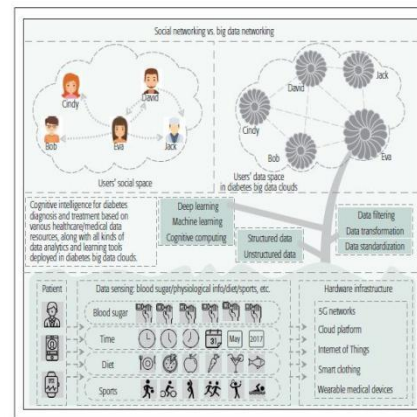 Social networking vs. big data networking
Cindy
David
Bob
Eva
Jack
Users' social space
David
Jack
Cindy
Bob
Eva
Users' data space
in diabetes big data clouds
Cognitive intelligence for diabetes
diagnosis and treatment based on
various healthcare/medical data
resources, along with all kinds of
data analytics and learning tools
deployed in diabetes big data clouds.
Deep learning
Machine learning
Cognitive computing
Structured data
Unstructured data
Data filtering
Data transformation
Data standardization
Patient
Data sensing: blood sugar/physiological info/diet/sports, etc.
Blood sugar
Time
31
May
2017
Diet
Sports
Hardware infrastructure
5G networks
Cloud platform
Internet of Things
Smart clothing
Wearable medical devices